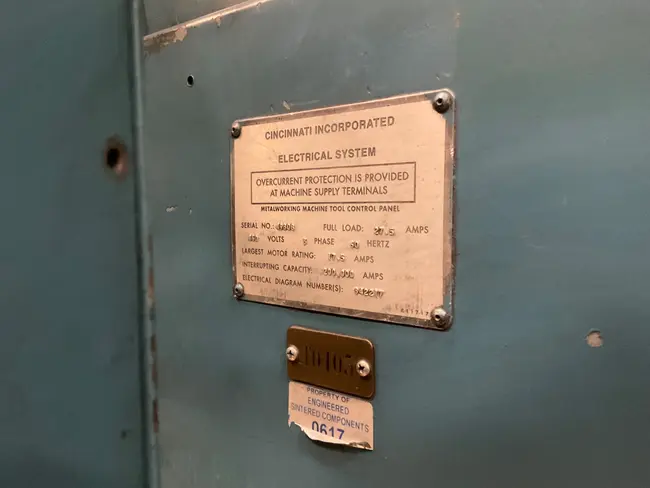 CINCINNATI INCORPORATED
ELECTRICAL SYSTEM
OVERCURRENT PROTECTION IS PROVIDED
AT MACHINE SUPPLY TERMINALS
METALWORKING MACHINE TOOL CONTROL PANEL
SERIAL NO.: FULL LOAD: 27.5 AMPS
VOLTS PHASE HERTZ
LARGEST MOTOR RATING: AMPS
INTERRUPTING CAPACITY: AMPS
ELECTRICAL DIAGRAM NUMBER(S):
PROPERTY OF
ENGINEERED
SINTERED COMPONENTS
0617